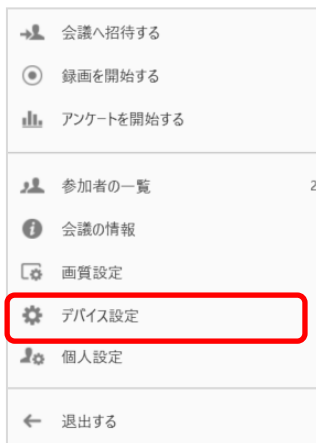 会議へ招待する
録画を開始する
アンケートを開始する
参加者の一覧 2
会議の情報
画質設定
デバイス設定
個人設定
退出する